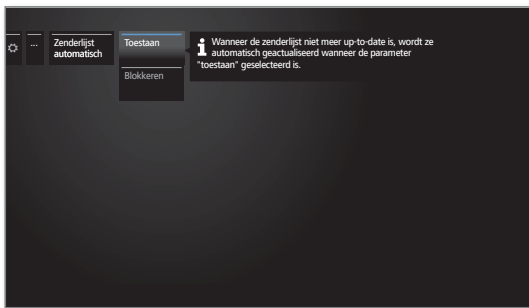 ...
Zenderlijst
automatisch
Toestaan
Blokkeren
Wanneer de zenderlijst niet meer up-to-date is, wordt ze
automatisch geactualiseerd wanneer de parameter
"toestaan" geselecteerd is.